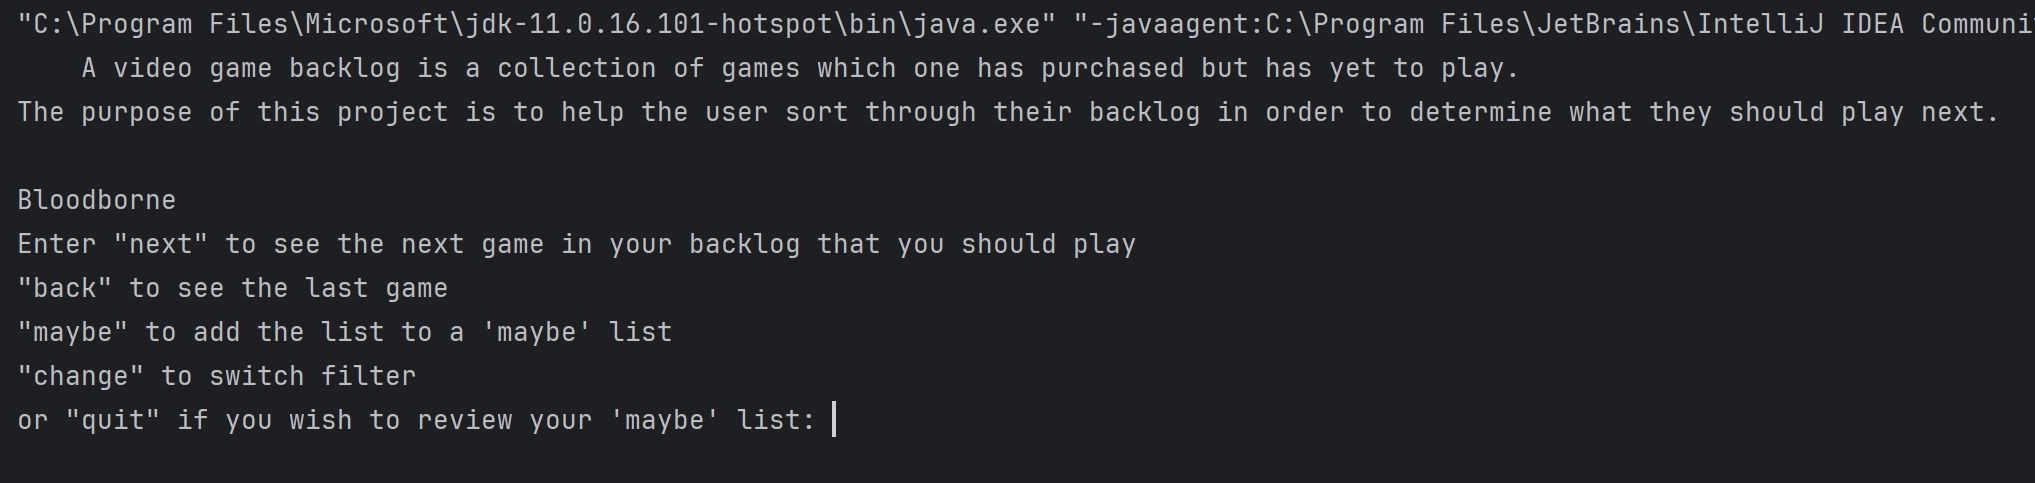 "C:\Program Files\Microsoft\jdk-11.0.16.101-hotspot\bin\java.exe" "-javaagent:C:\Program Files\JetBrains\IntelliJ IDEA Communi
A video game backlog is a collection of games which one has purchased but has yet to play.
The purpose of this project is to help the user sort through their backlog in order to determine what they should play next.
Bloodborne
Enter "next" to see the next game in your backlog that you should play
"back" to see the last game
"maybe" to add the list to a 'maybe' list
"change" to switch filter
or "quit" if you wish to review your 'maybe' list: